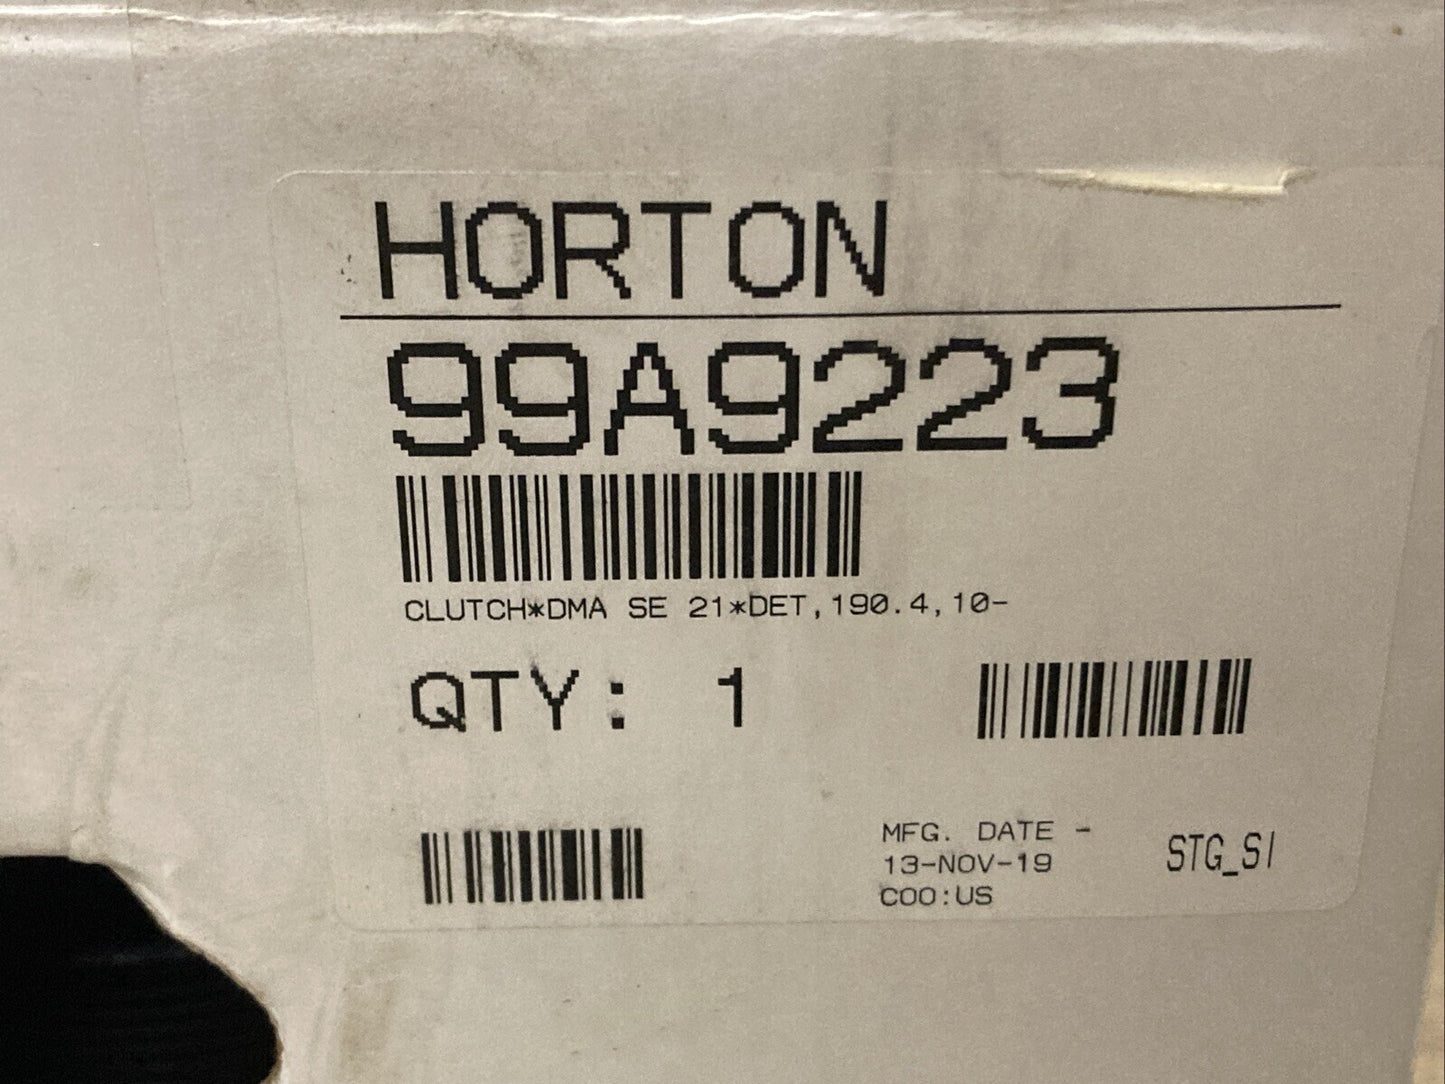 HORTON
99A9223
CLUTCH*DMA SE 21*DET,190.4,10-
QTY: 1
MFG. DATE -
13-NOV-19
COO:US
STG_SI